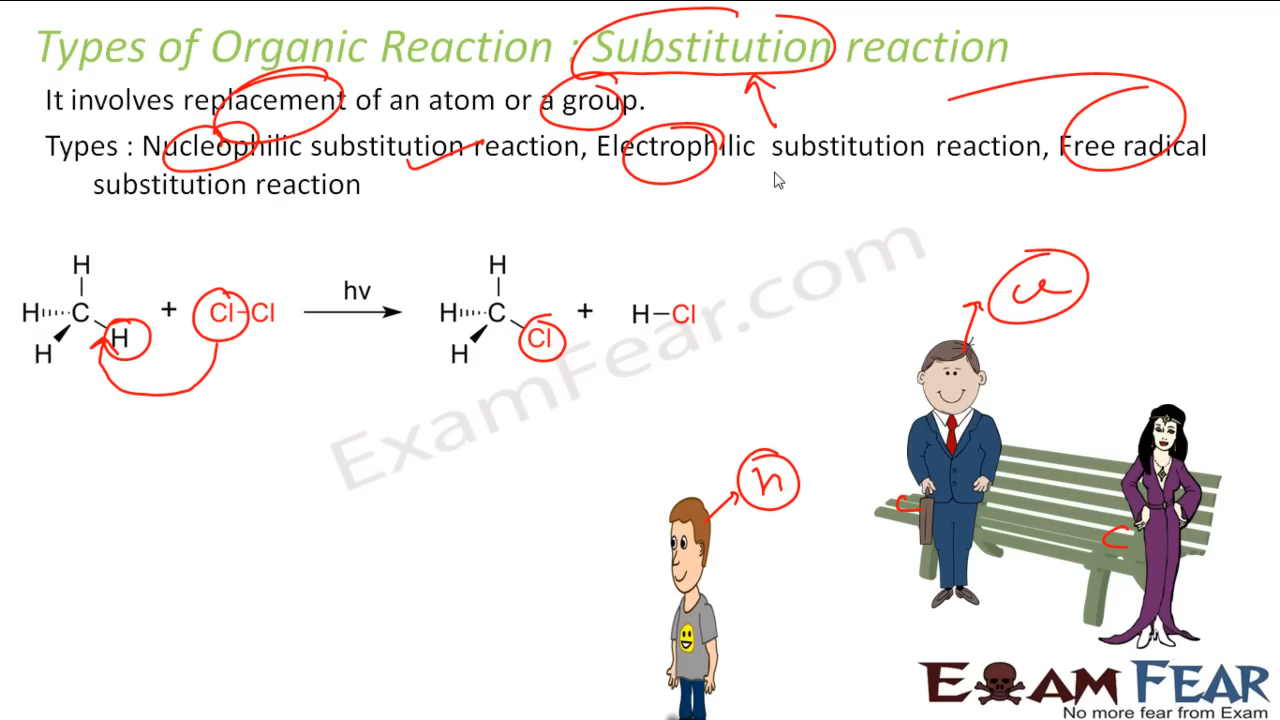 Types of Organic Reaction : Substitution reaction
It involves replacement of an atom or a group.
Types : Nucleophilic substitution reaction, Electrophilic substitution reaction, Free radical
substitution reaction
H H
hv
H C + Cl-Cl H C + H-Cl
H Cl
H H
ExamFear.com
h
C
C
EXAM FEAR
No more fear from Exam